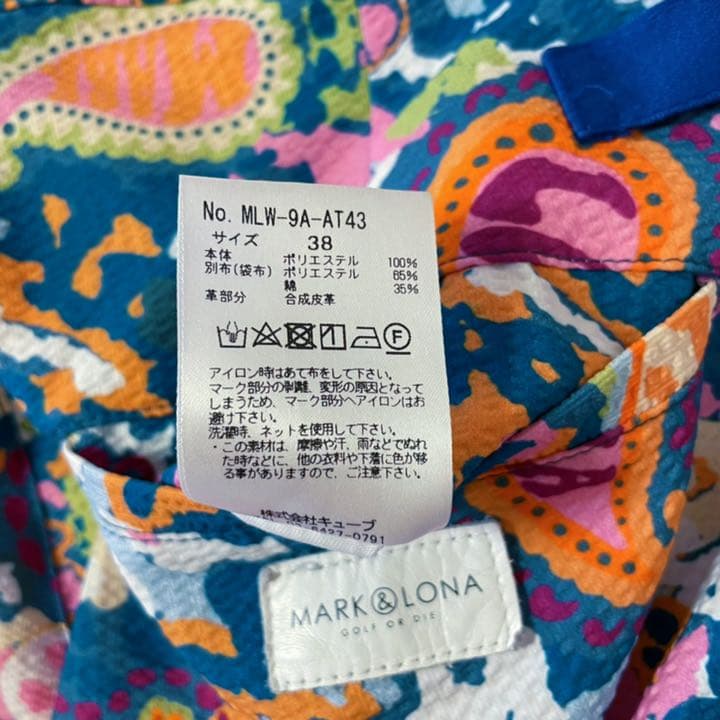 No. MLW-9A-AT43
サイズ 38
本体 ポリエステル 100%
別布(袋布) ポリエステル 65%
綿 35%
革部分 合成皮革
F
アイロン時はあて布をして下さい。
マーク部分の剥離、変形の原因となって
しまうため、マーク部分へアイロンはお
避け下さい。
洗濯時、ネットを使用して下さい。
・この素材は、摩擦や汗、雨などでぬれ
た時などに、他の衣料や下着に色が移
る事がありますので、ご注意下さい。
株式会社キューブ
6427-0791
MARK&LONA
GOLF OR DIE